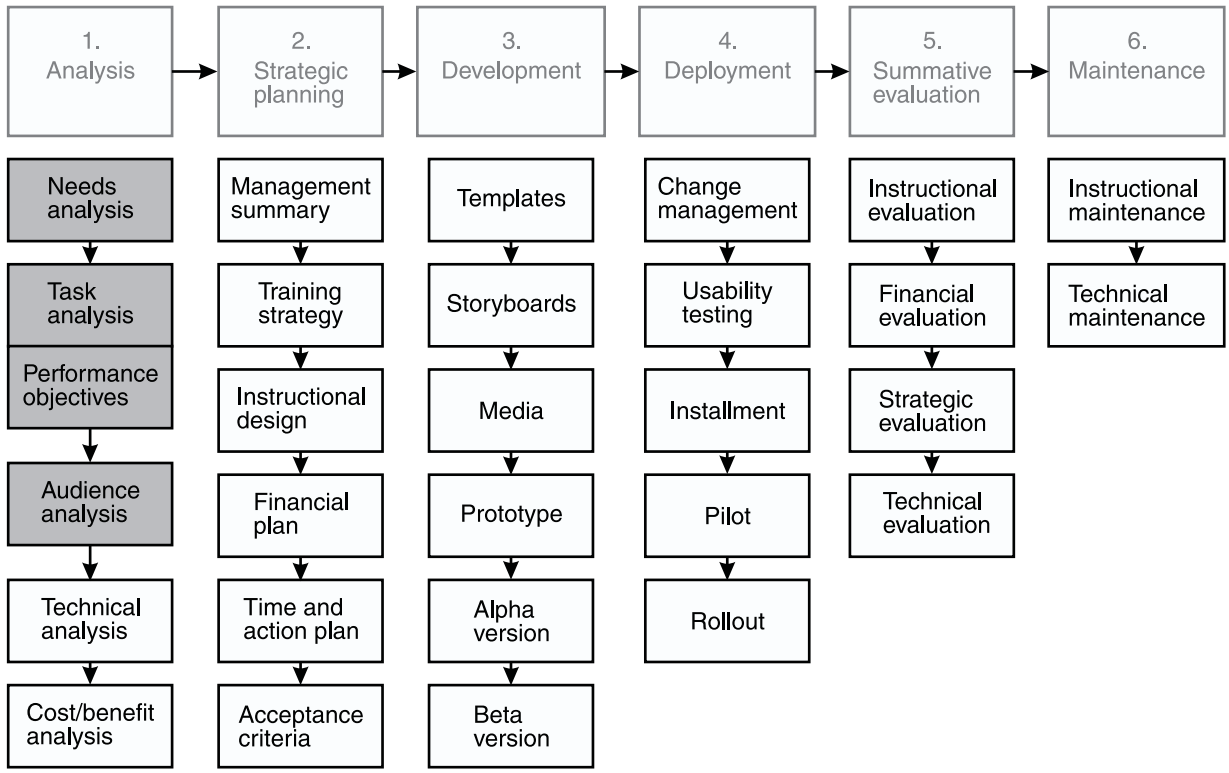 1.
Analysis
2.
Strategic
planning
3.
Development
4.
Deployment
5.
Summative
evaluation
6.
Maintenance
Needs
analysis
Task
analysis
Performance
objectives
Audience
analysis
Technical
analysis
Cost/benefit
analysis
Management
summary
Training
strategy
Instructional
design
Financial
plan
Time and
action plan
Acceptance
criteria
Templates
Storyboards
Media
Prototype
Alpha
version
Beta
version
Change
management
Usability
testing
Installment
Pilot
Rollout
Instructional
evaluation
Financial
evaluation
Strategic
evaluation
Technical
evaluation
Instructional
maintenance
Technical
maintenance